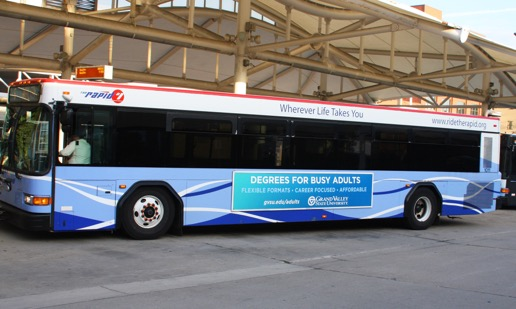 the rapid
Wherever Life Takes You
www.ridetherapid.org
DEGREES FOR BUSY ADULTS
FLEXIBLE FORMATS • CAREER FOCUSED • AFFORDABLE
gvsu.edu/adults
GRAND VALLEY
STATE UNIVERSITY